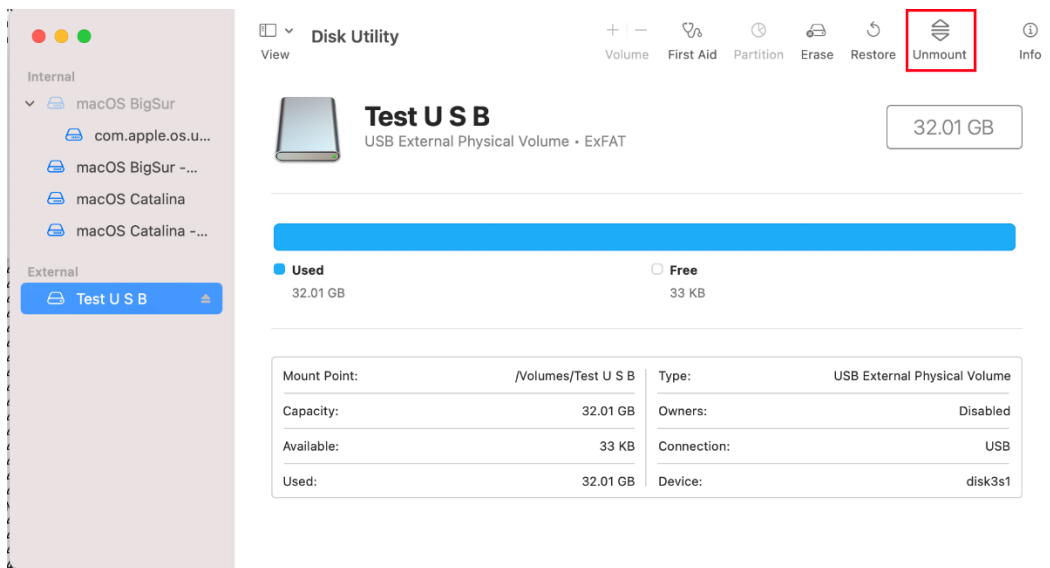 Disk Utility
View
Volume
First Aid
Partition
Erase
Restore
Unmount
Info
Internal
macOS BigSur
com.apple.os.u...
macOS BigSur -...
macOS Catalina
macOS Catalina -...
External
Test U S B
Test U S B
USB External Physical Volume • ExFAT
32.01 GB
Used
32.01 GB
Free
33 KB
Mount Point: /Volumes/Test U S B
Capacity: 32.01 GB
Available: 33 KB
Used: 32.01 GB
Type: USB External Physical Volume
Owners: Disabled
Connection: USB
Device: disk3s1